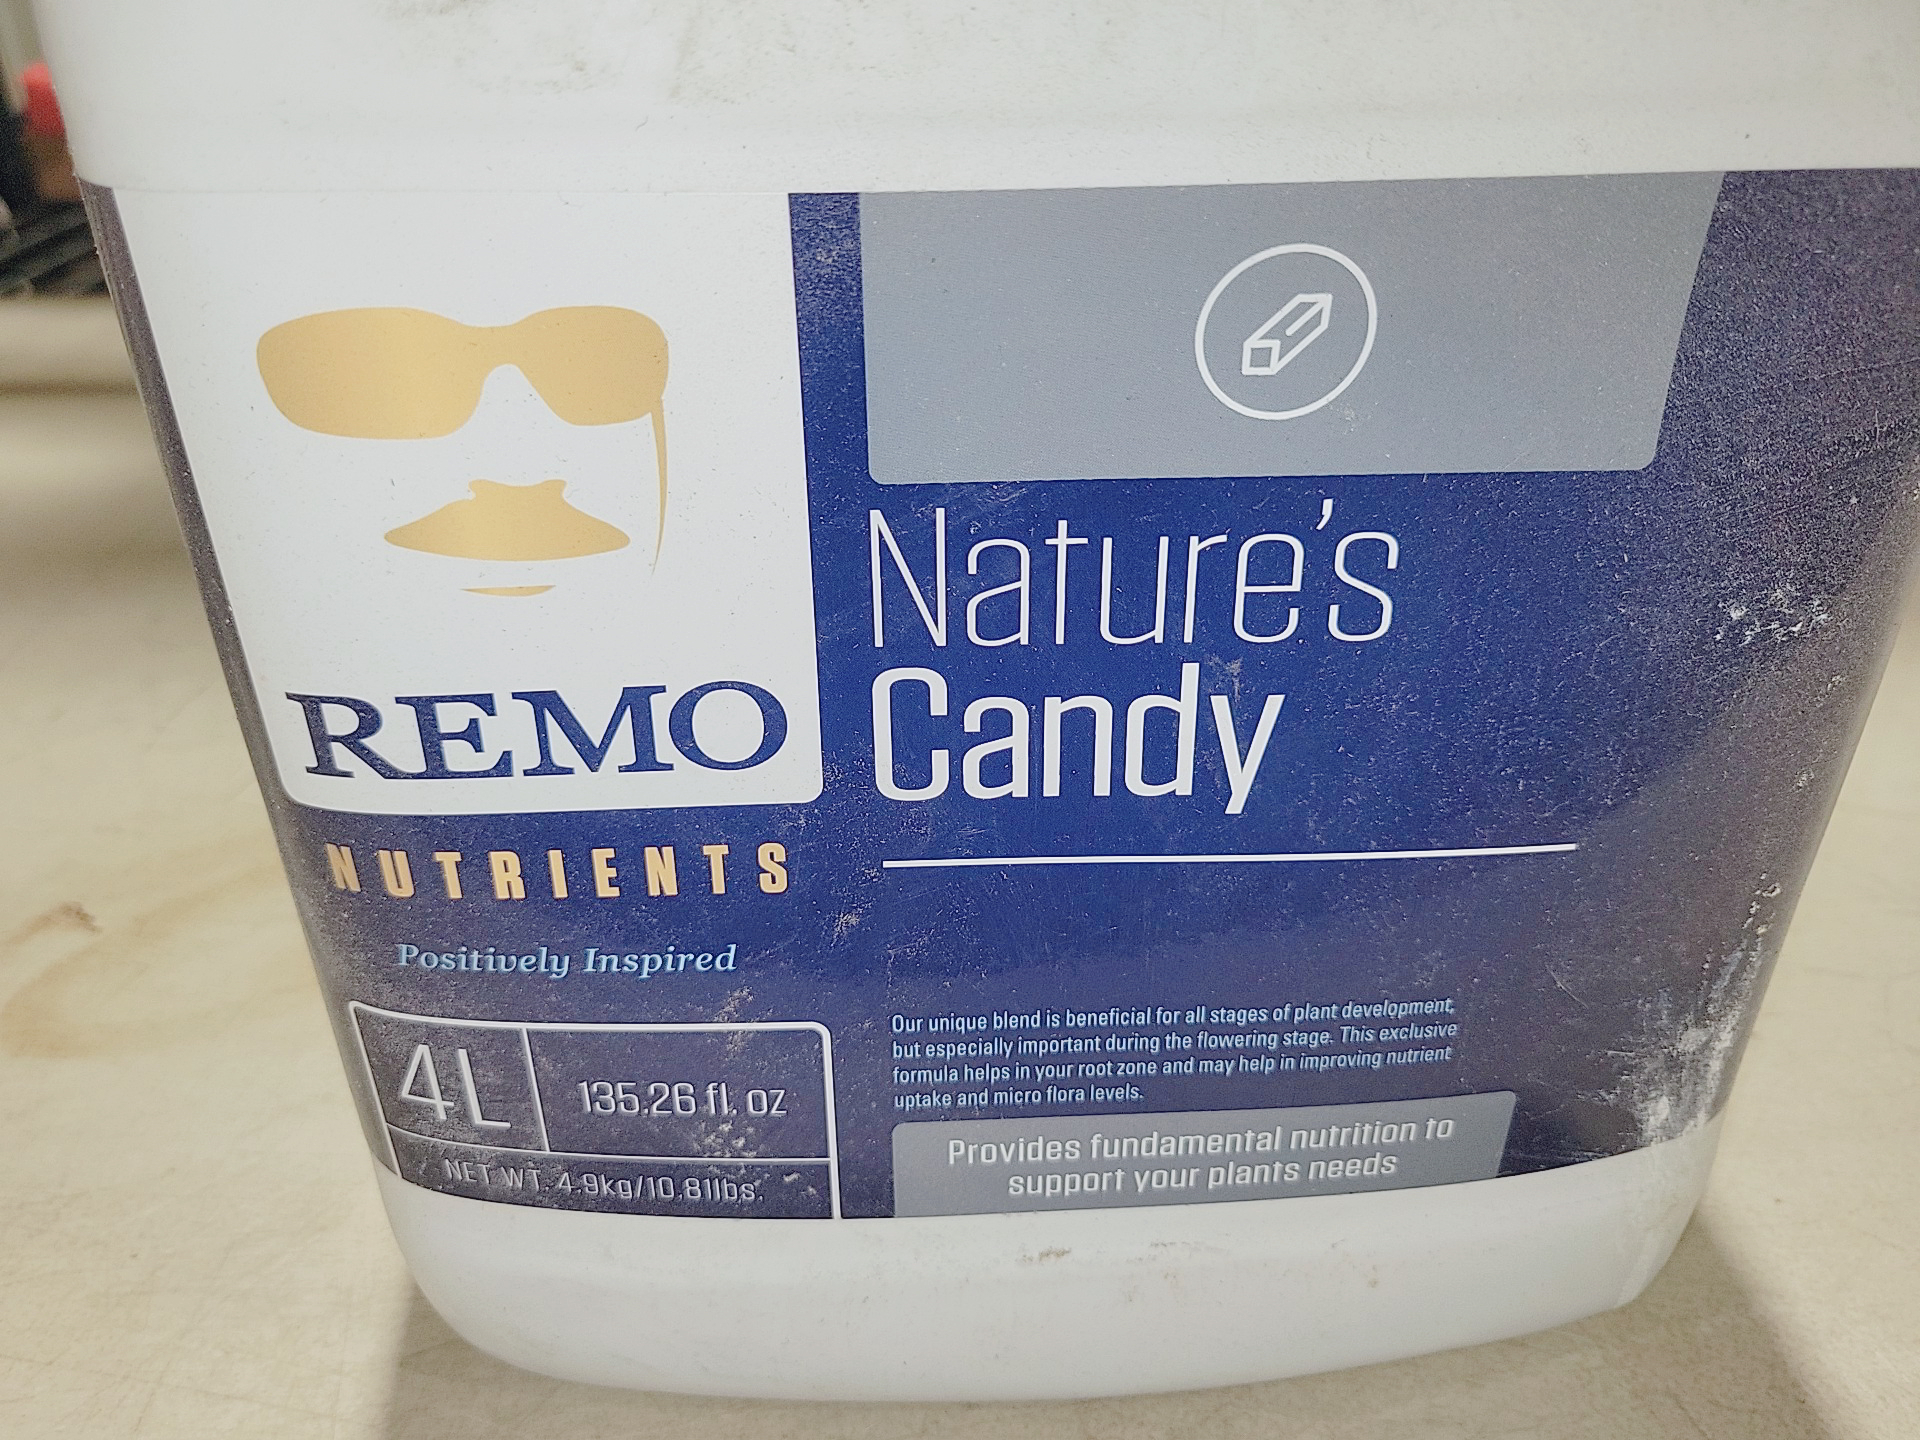 REMO
NUTRIENTS
Positively Inspired
4L
135.26 fl. oz
NET WT. 4.9kg/10.81lbs.
Nature's
Candy
Our unique blend is beneficial for all stages of plant development,
but especially important during the flowering stage. This exclusive
formula helps in your root zone and may help in improving nutrient
uptake and micro flora levels.
Provides fundamental nutrition to
support your plants needs